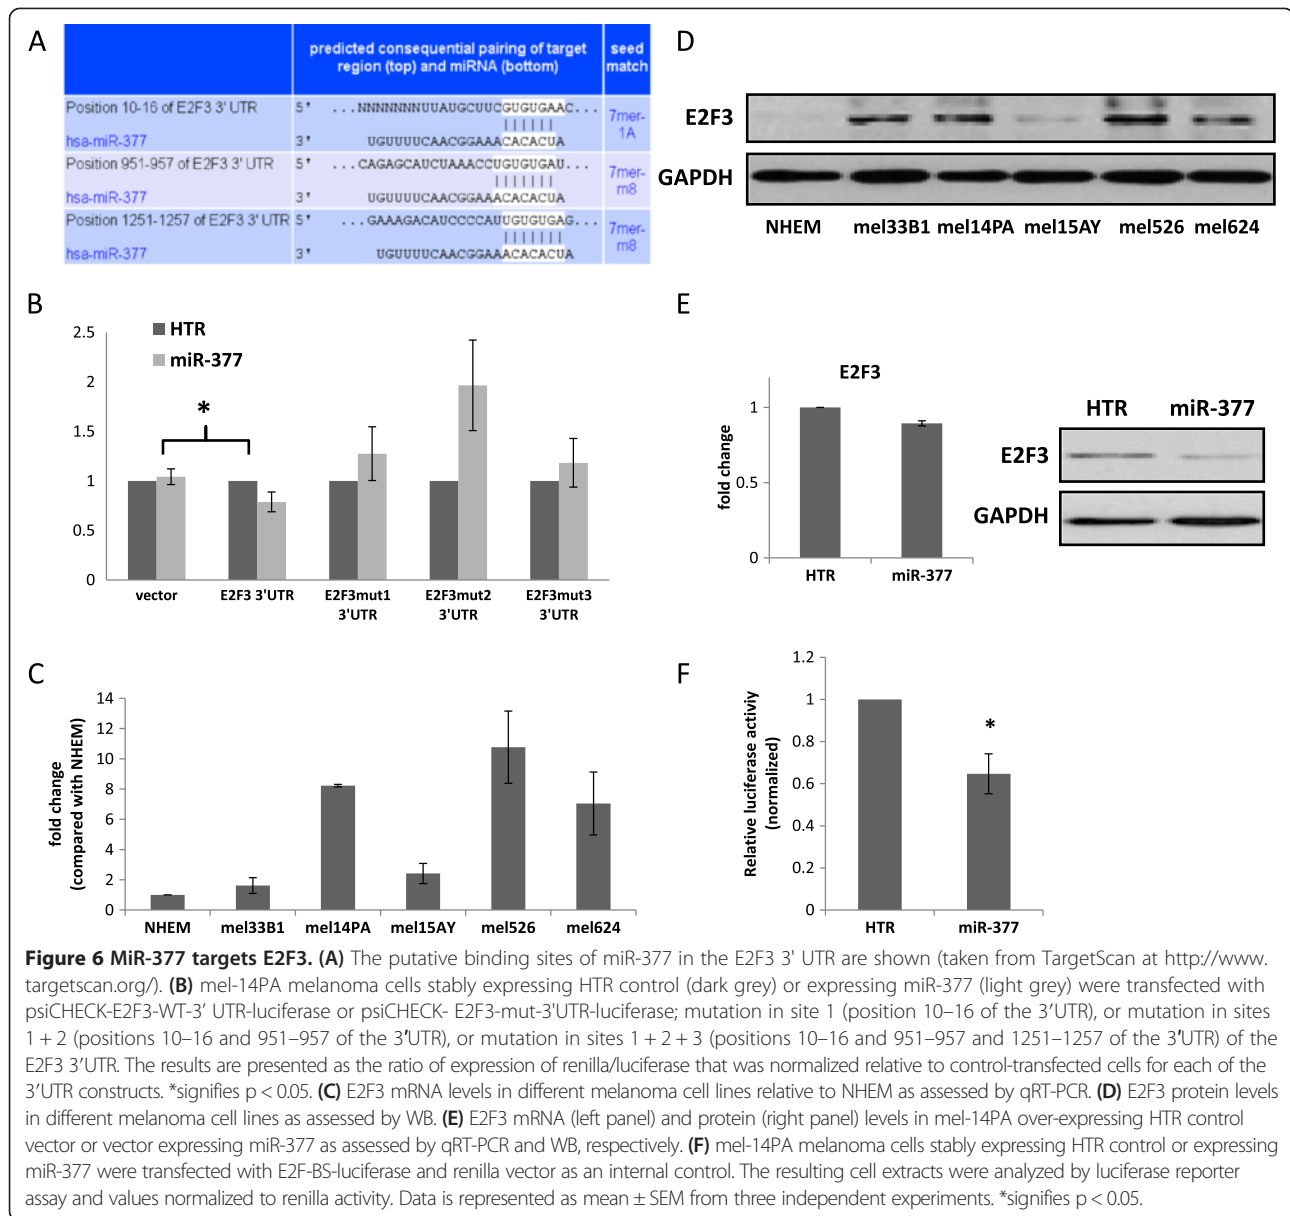 A
predicted consequential pairing of target
region (top) and miRNA (bottom)
seed
match
Position 10-16 of E2F3 3' UTR 5' ...NNNNNNNUUAUGCUUCGUGUGAAC...
hsa-miR-377 3' UGUUUUCAACGGAAACACACUA
7mer-
1A
Position 951-957 of E2F3 3' UTR 5' ...CAGAGCAUCUAAACCUGUGUGAU...
hsa-miR-377 3' UGUUUUCAACGGAAACACACUA
7mer-
m8
Position 1251-1257 of E2F3 3' UTR 5' ...GAAAGACAUCCCCAUUGUGUGAG...
hsa-miR-377 3' UGUUUUCAACGGAAACACACUA
7mer-
m8
D
E2F3
GAPDH
NHEM mel33B1 mel14PA mel15AY mel526 mel624
B
HTR
miR-377
*
2.5
2
1.5
1
0.5
0
vector E2F3 3'UTR E2F3mut1 E2F3mut2 E2F3mut3
3'UTR 3'UTR 3'UTR
E
E2F3
fold change
1
0.5
0
HTR miR-377
HTR miR-377
E2F3
GAPDH
C
fold change
(compared with NHEM)
14
12
10
8
6
4
2
0
NHEM mel33B1 mel14PA mel15AY mel526 mel624
F
Relative luciferase activiy
(normalized)
1.2
1
0.8
0.6
0.4
0.2
0
*
HTR miR-377
Figure 6 MiR-377 targets E2F3. (A) The putative binding sites of miR-377 in the E2F3 3' UTR are shown (taken from TargetScan at http://www.
targetscan.org/). (B) mel-14PA melanoma cells stably expressing HTR control (dark grey) or expressing miR-377 (light grey) were transfected with
psiCHECK-E2F3-WT-3′ UTR-luciferase or psiCHECK- E2F3-mut-3'UTR-luciferase; mutation in site 1 (position 10–16 of the 3′UTR), or mutation in sites
1 + 2 (positions 10–16 and 951–957 of the 3′UTR), or mutation in sites 1 + 2 + 3 (positions 10–16 and 951–957 and 1251–1257 of the 3′UTR) of the
E2F3 3′UTR. The results are presented as the ratio of expression of renilla/luciferase that was normalized relative to control-transfected cells for each of the
3′UTR constructs. *signifies p < 0.05. (C) E2F3 mRNA levels in different melanoma cell lines relative to NHEM as assessed by qRT-PCR. (D) E2F3 protein levels
in different melanoma cell lines as assessed by WB. (E) E2F3 mRNA (left panel) and protein (right panel) levels in mel-14PA over-expressing HTR control
vector or vector expressing miR-377 as assessed by qRT-PCR and WB, respectively. (F) mel-14PA melanoma cells stably expressing HTR control or expressing
miR-377 were transfected with E2F-BS-luciferase and renilla vector as an internal control. The resulting cell extracts were analyzed by luciferase reporter
assay and values normalized to renilla activity. Data is represented as mean ± SEM from three independent experiments. *signifies p < 0.05.